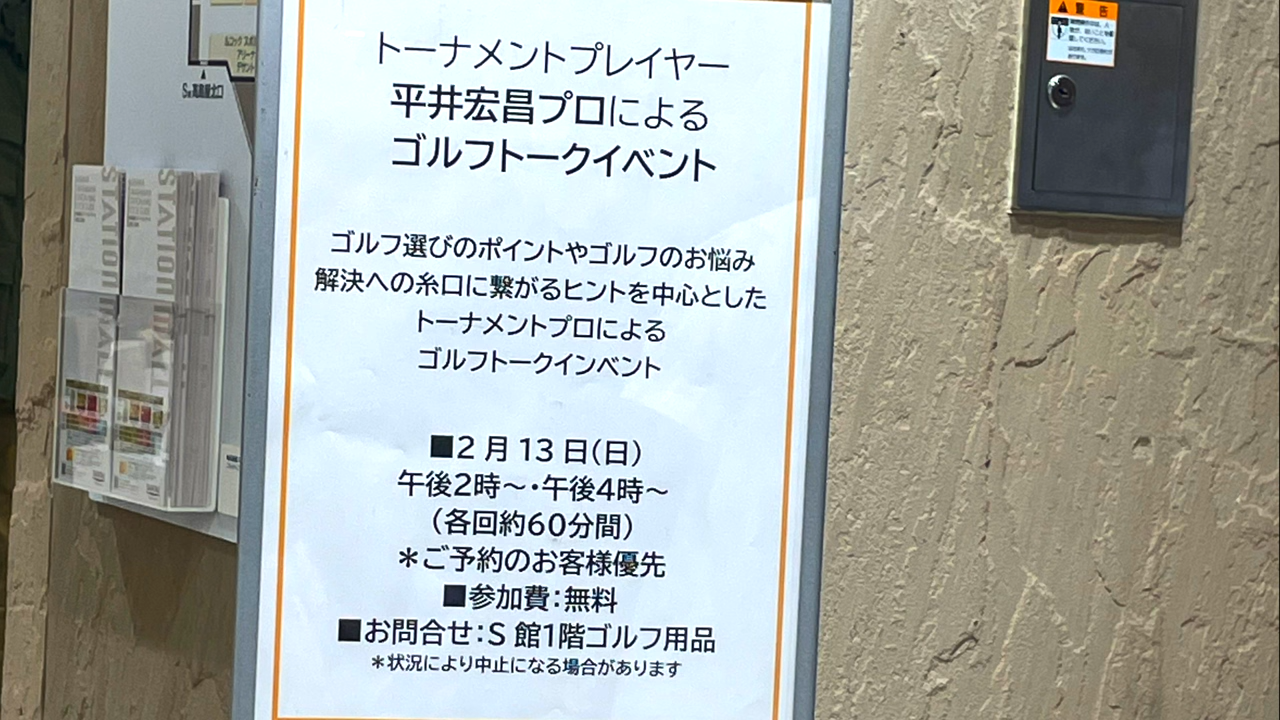 トーナメントプレイヤー
平井宏昌プロによる
ゴルフトークイベント
ゴルフ選びのポイントやゴルフのお悩み
解決への糸口に繋がるヒントを中心とした
トーナメントプロによる
ゴルフトークインベント
■2月13日(日)
午後2時～・午後4時～
(各回約60分間)
＊ご予約のお客様優先
■参加費：無料
■お問合せ：S館1階ゴルフ用品
＊状況により中止になる場合があります
STATION
STATION
警告